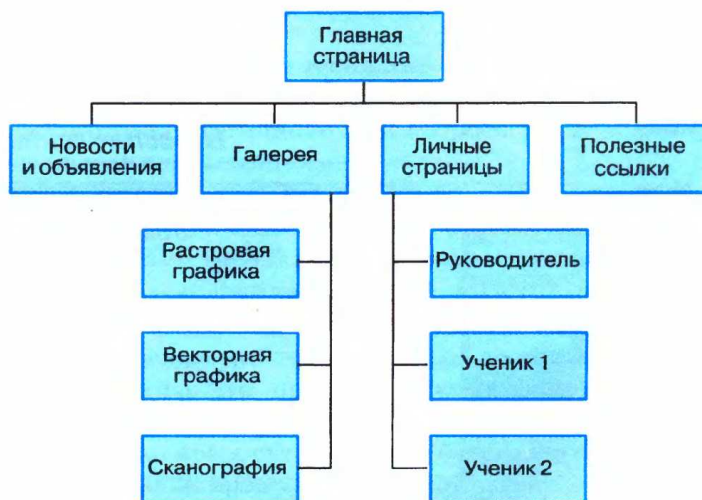 Главная
страница
Новости
и объявления
Галерея
Личные
страницы
Полезные
ссылки
Растровая
графика
Руководитель
Векторная
графика
Ученик 1
Сканография
Ученик 2